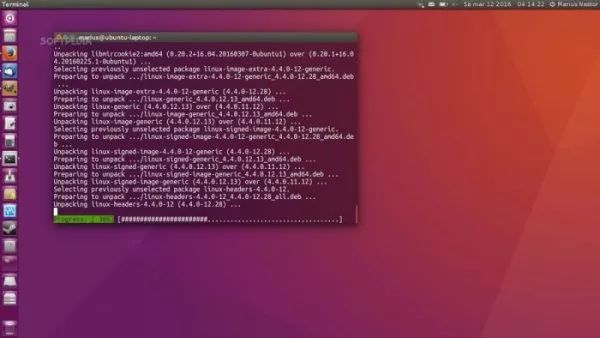 Terminal
Sb mar 12 2016 04:14:22 Marius Nestor
SOFTPEDIA
marius@ubuntu-laptop: ~
Unpacking libmircookie2:amd64 (0.20.2+16.04.20160307-0ubuntu1) over (0.20.1+16.0
4.20160225.1-0ubuntu1) ...
Selecting previously unselected package linux-image-extra-4.4.0-12-generic.
Preparing to unpack .../linux-image-extra-4.4.0-12-generic_4.4.0-12.28_amd64.deb
...
Unpacking linux-image-extra-4.4.0-12-generic (4.4.0-12.28) ...
Preparing to unpack .../linux-generic_4.4.0.12.13_amd64.deb ...
Unpacking linux-generic (4.4.0.12.13) over (4.4.0.11.12) ...
Preparing to unpack .../linux-image-generic_4.4.0.12.13_amd64.deb ...
Unpacking linux-image-generic (4.4.0.12.13) over (4.4.0.11.12) ...
Selecting previously unselected package linux-signed-image-4.4.0-12-generic.
Preparing to unpack .../linux-signed-image-4.4.0-12-generic_4.4.0-12.28_amd64.de
b ...
Unpacking linux-signed-image-4.4.0-12-generic (4.4.0-12.28) ...
Preparing to unpack .../linux-signed-generic_4.4.0.12.13_amd64.deb ...
Unpacking linux-signed-generic (4.4.0.12.13) over (4.4.0.11.12) ...
Preparing to unpack .../linux-signed-image-generic_4.4.0.12.13_amd64.deb ...
Unpacking linux-signed-image-generic (4.4.0.12.13) over (4.4.0.11.12) ...
Selecting previously unselected package linux-headers-4.4.0-12.
Preparing to unpack .../linux-headers-4.4.0-12_4.4.0-12.28_all.deb ...
Unpacking linux-headers-4.4.0-12 (4.4.0-12.28) ...
Progress: [ 36%] [########################...................................]